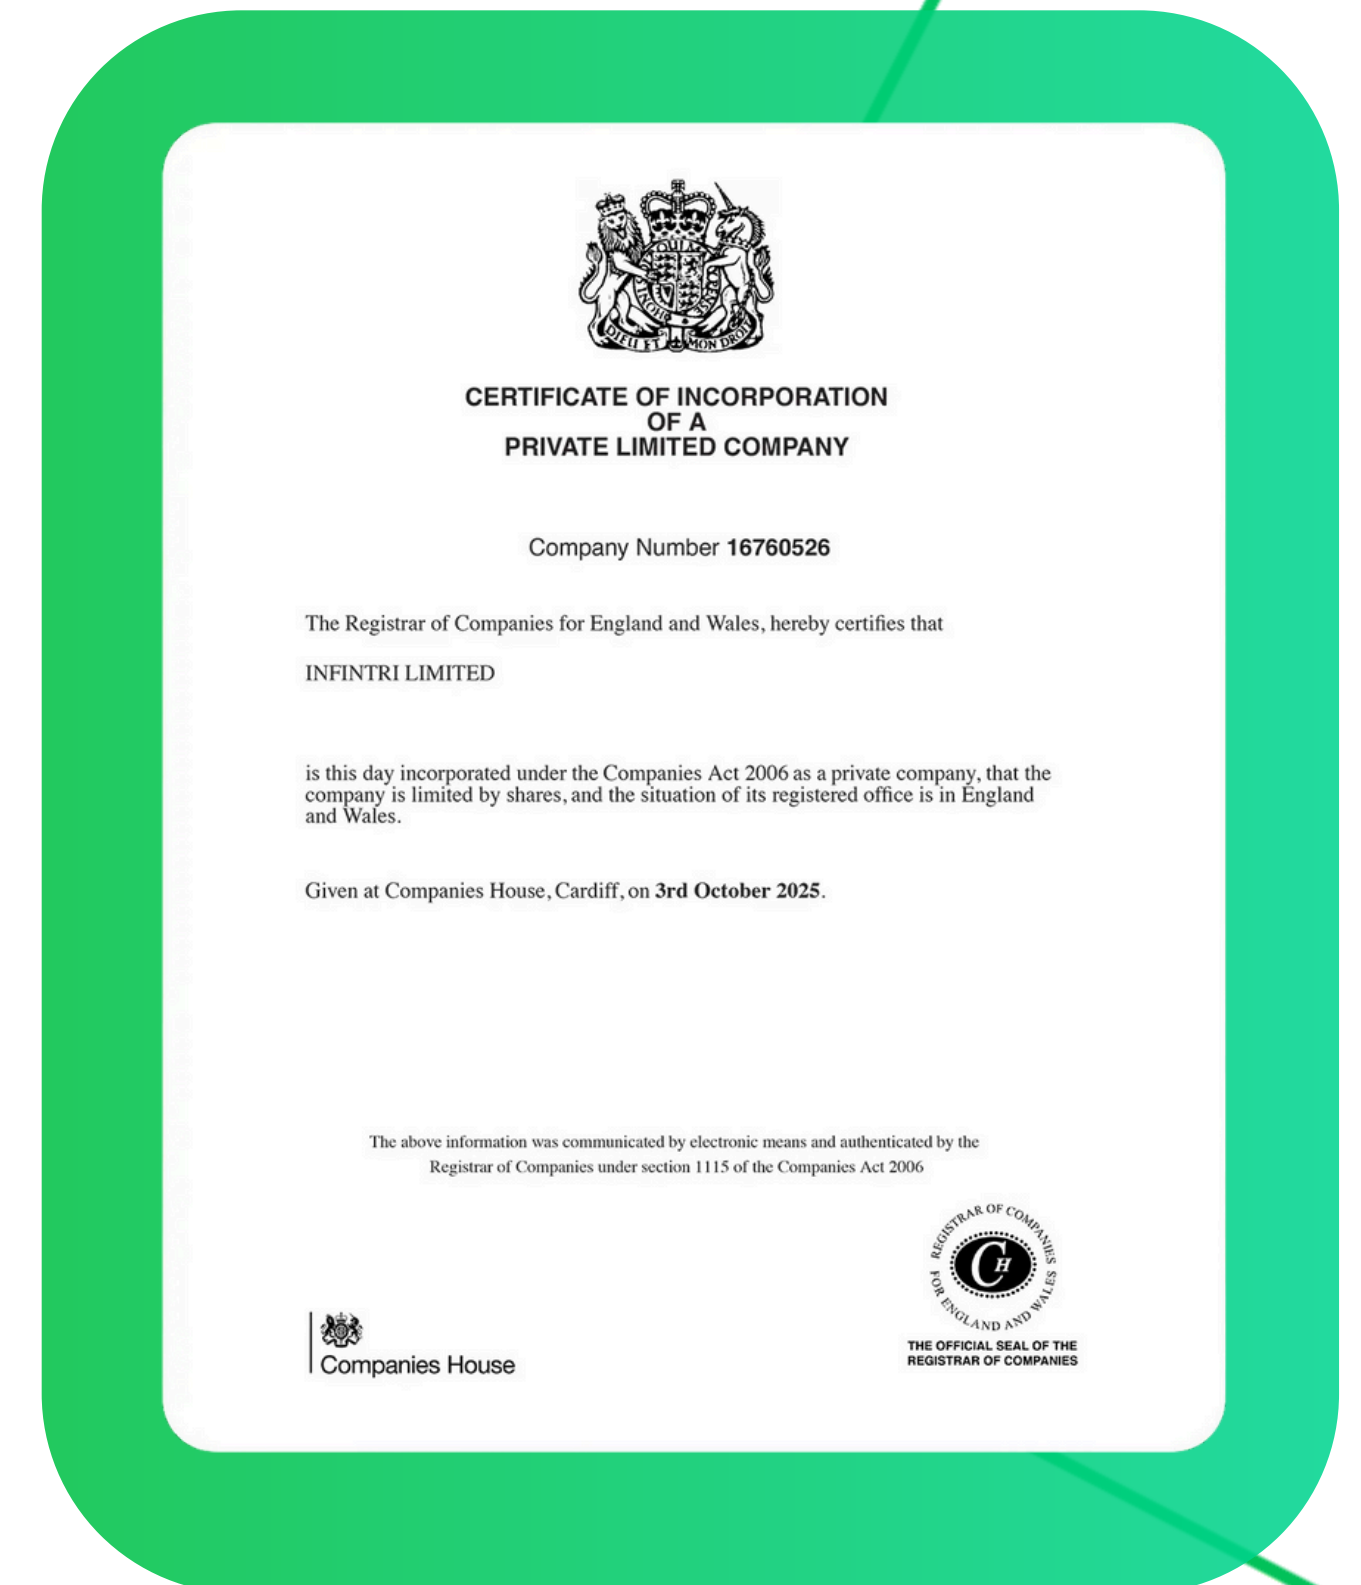 DIEU ET MON DROIT
CERTIFICATE OF INCORPORATION
OF A
PRIVATE LIMITED COMPANY
Company Number 16760526
The Registrar of Companies for England and Wales, hereby certifies that
INFINTRI LIMITED
is this day incorporated under the Companies Act 2006 as a private company, that the
company is limited by shares, and the situation of its registered office is in England
and Wales.
Given at Companies House, Cardiff, on 3rd October 2025.
The above information was communicated by electronic means and authenticated by the
Registrar of Companies under section 1115 of the Companies Act 2006
REGISTRAR OF COMPANIES
FOR ENGLAND AND WALES
CH
THE OFFICIAL SEAL OF THE
REGISTRAR OF COMPANIES
Companies House